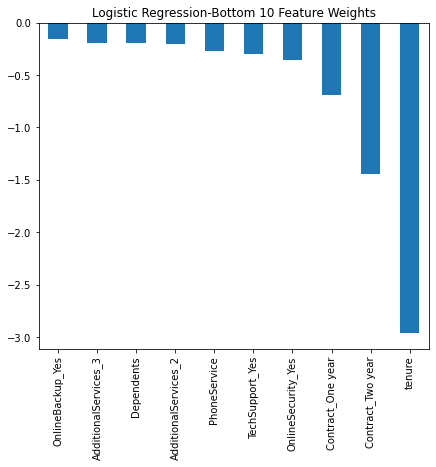 Logistic Regression-Bottom 10 Feature Weights
0.0
−0.5
−1.0
−1.5
−2.0
−2.5
−3.0
OnlineBackup_Yes
AdditionalServices_3
Dependents
AdditionalServices_2
PhoneService
TechSupport_Yes
OnlineSecurity_Yes
Contract_One year
Contract_Two year
tenure